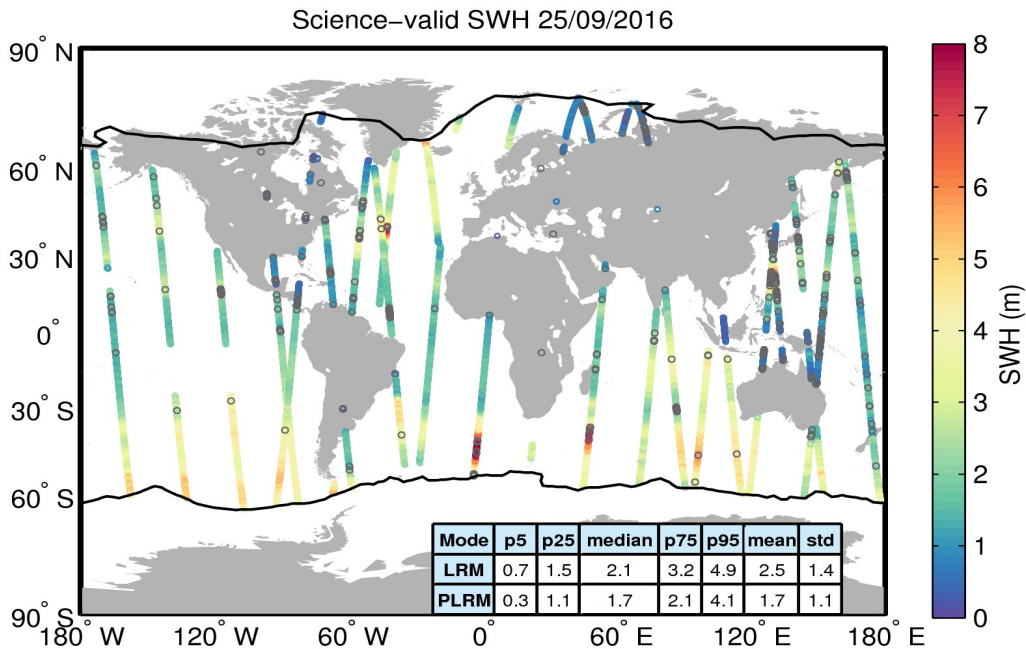 Science−valid SWH 25/09/2016
90° N
60° N
30° N
0°
30° S
60° S
90° S
180° W
120° W
60° W
0°
60° E
120° E
180° E
Mode p5 p25 median p75 p95 mean std
LRM 0.7 1.5 2.1 3.2 4.9 2.5 1.4
PLRM 0.3 1.1 1.7 2.1 4.1 1.7 1.1
8
7
6
5
4
3
2
1
0
SWH (m)